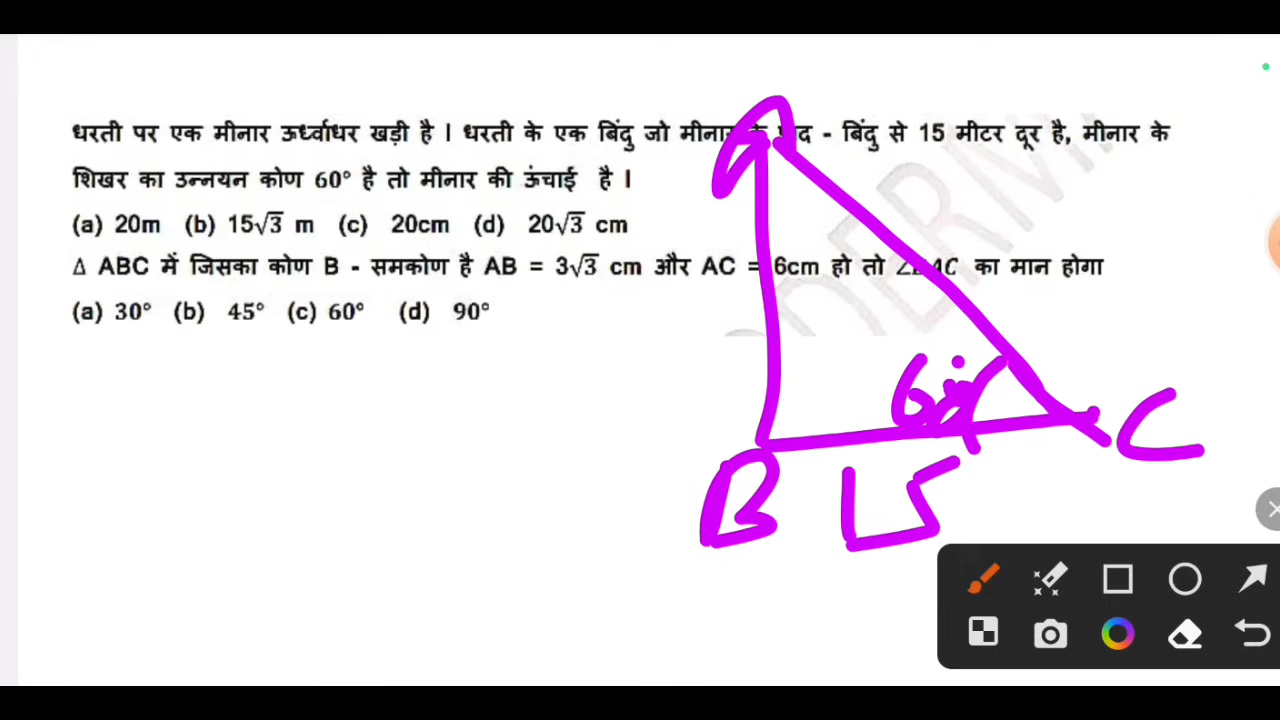 धरती पर एक मीनार ऊर्ध्वाधर खड़ी है । धरती के एक बिंदु जो मीनार - बिंदु से 15 मीटर दूर है, मीनार के
शिखर का उन्नयन कोण 60° है तो मीनार की ऊंचाई है ।
(a) 20m (b) 15√3 m (c) 20cm (d) 20√3 cm
Δ ABC में जिसका कोण B - समकोण है AB = 3√3 cm और AC = 6cm हो तो का मान होगा
(a) 30° (b) 45° (c) 60° (d) 90°
C
B 15